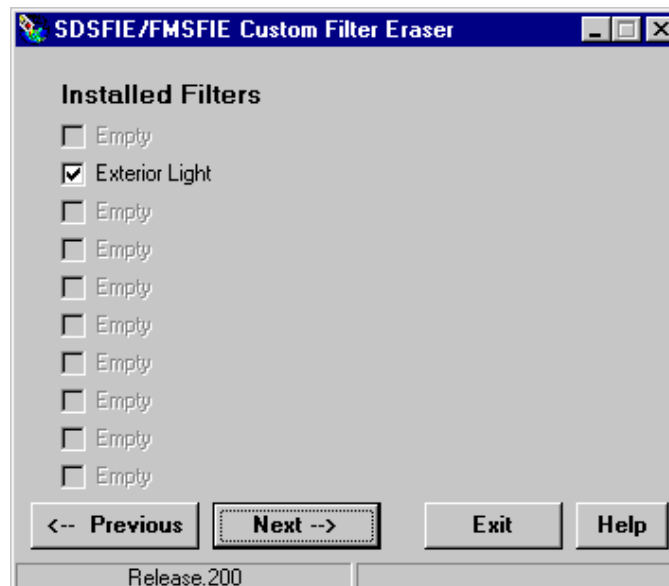 SDSFIE/FMSFIE Custom Filter Eraser
Installed Filters
Empty
Exterior Light
Empty
Empty
Empty
Empty
Empty
Empty
Empty
Empty
<-- Previous Next --> Exit Help
Release.200